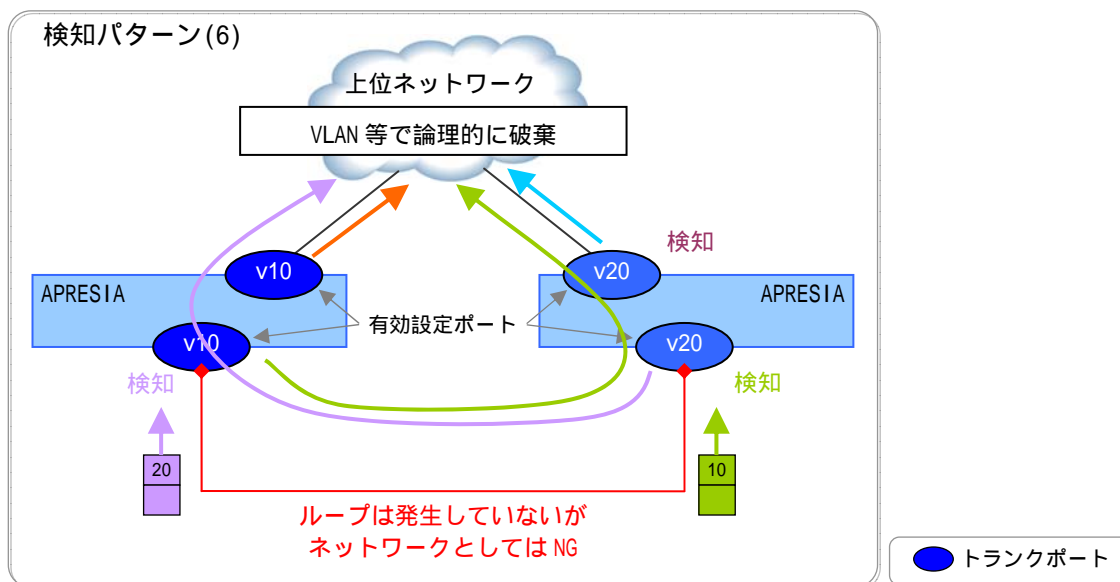 検知パターン(6)
上位ネットワーク
VLAN 等で論理的に破棄
検知
v10
v20
APRESIA
APRESIA
有効設定ポート
v10
v20
検知
検知
20
10
ループは発生していないが
ネットワークとしては NG
トランクポート